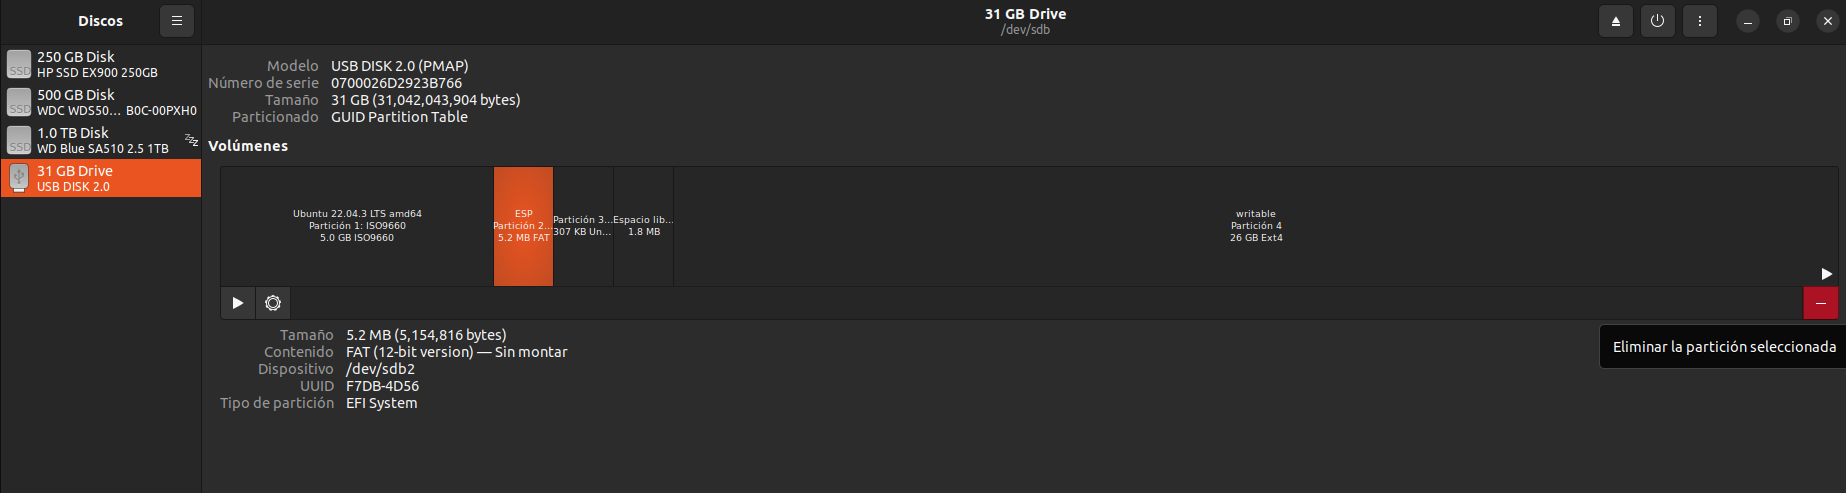 Discos
31 GB Drive
/dev/sdb
250 GB Disk
HP SSD EX900 250GB
500 GB Disk
WDC WDS50... B0C-00PXH0
1.0 TB Disk
WD Blue SA510 2.5 1TB
31 GB Drive
USB DISK 2.0
Modelo USB DISK 2.0 (PMAP)
Número de serie 0700026D2923B766
Tamaño 31 GB (31,042,043,904 bytes)
Particionado GUID Partition Table
Volúmenes
Ubuntu 22.04.3 LTS amd64
Partición 1: ISO9660
5.0 GB ISO9660
ESP
Partición 2...
5.2 MB FAT
Partición 3...
307 KB Un...
Espacio lib...
1.8 MB
writable
Partición 4
26 GB Ext4
Tamaño 5.2 MB (5,154,816 bytes)
Contenido FAT (12-bit version) — Sin montar
Dispositivo /dev/sdb2
UUID F7DB-4D56
Tipo de partición EFI System
Eliminar la partición seleccionada